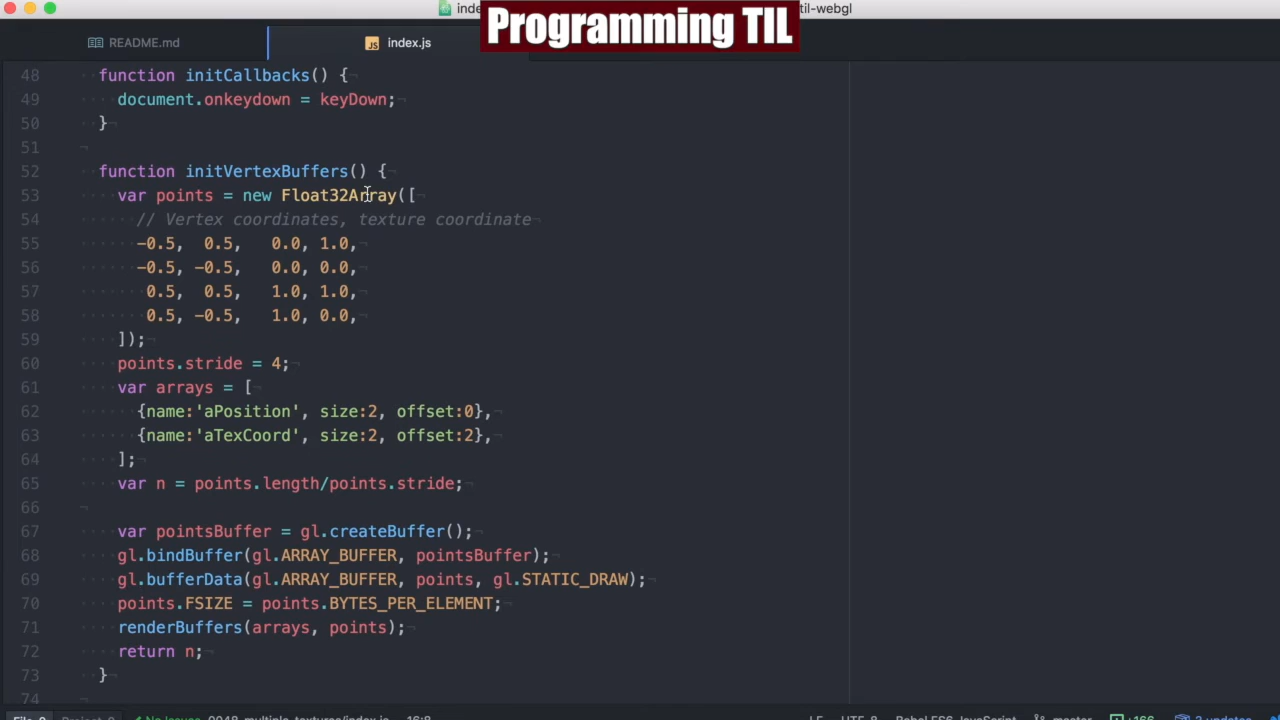 inde
til-webgl
Programming TIL
README.md
index.js
48 function initCallbacks() {
49 document.onkeydown = keyDown;
50 }
51
52 function initVertexBuffers() {
53 var points = new Float32Array([
54 // Vertex coordinates, texture coordinate
55 -0.5, 0.5, 0.0, 1.0,
56 -0.5, -0.5, 0.0, 0.0,
57 0.5, 0.5, 1.0, 1.0,
58 0.5, -0.5, 1.0, 0.0,
59 ]);
60 points.stride = 4;
61 var arrays = [
62 {name:'aPosition', size:2, offset:0},
63 {name:'aTexCoord', size:2, offset:2},
64 ];
65 var n = points.length/points.stride;
66
67 var pointsBuffer = gl.createBuffer();
68 gl.bindBuffer(gl.ARRAY_BUFFER, pointsBuffer);
69 gl.bufferData(gl.ARRAY_BUFFER, points, gl.STATIC_DRAW);
70 points.FSIZE = points.BYTES_PER_ELEMENT;
71 renderBuffers(arrays, points);
72 return n;
73 }
74